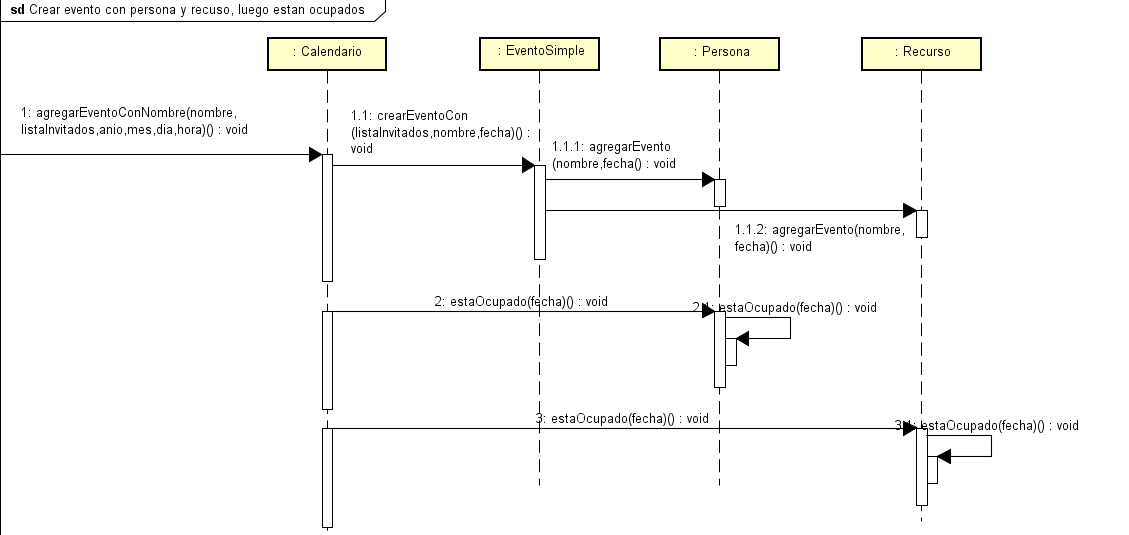 sd Crear evento con persona y recuso, luego estan ocupados
: Calendario
: EventoSimple
: Persona
: Recurso
1: agregarEventoConNombre(nombre,
listaInvitados,anio,mes,dia,hora)() : void
1.1: crearEventoCon
(listaInvitados,nombre,fecha)() :
void
1.1.1: agregarEvento
(nombre,fecha() : void
1.1.2: agregarEvento(nombre,
fecha)() : void
2: estaOcupado(fecha)() : void
2.1: estaOcupado(fecha)() : void
3: estaOcupado(fecha)() : void
3.1: estaOcupado(fecha)() : void